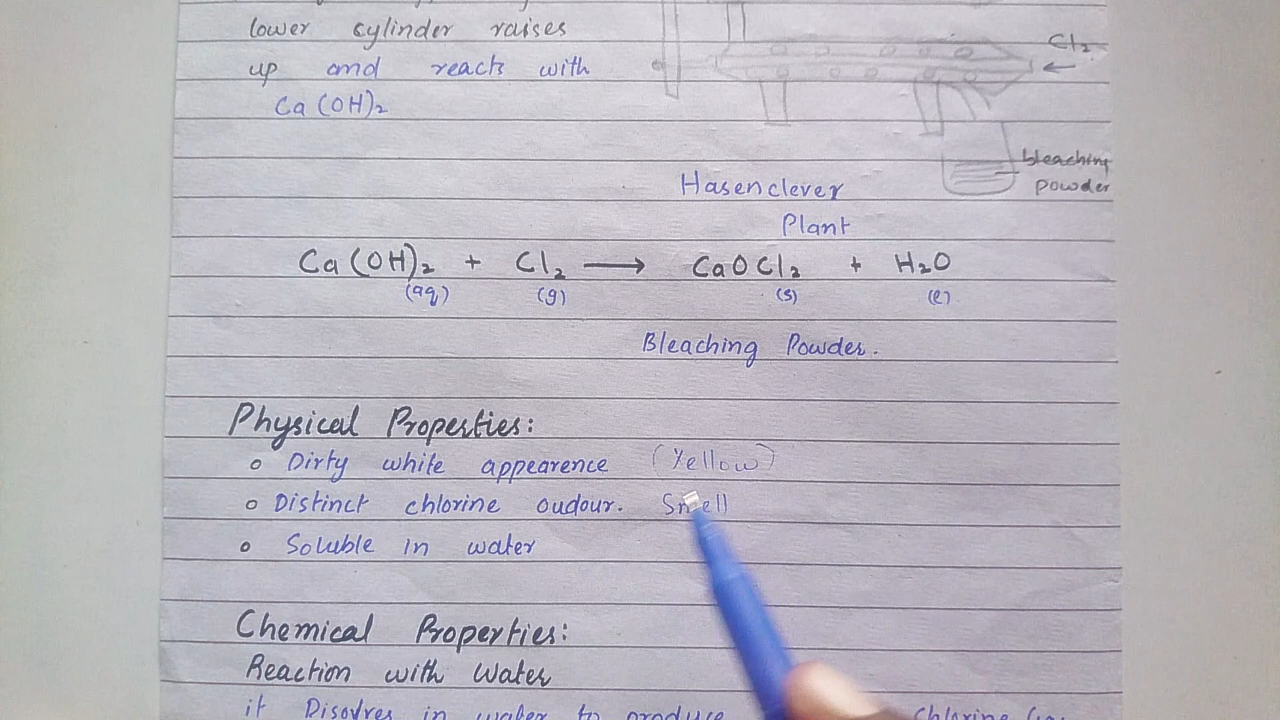 lower cylinder raises
up and reacts with
Ca(OH)₂
Cl₂
bleaching
powder
Hasenclever
Plant
Ca(OH)₂ + Cl₂ → CaOCl₂ + H₂O
(aq) (g) (s) (l)
Bleaching Powder.
Physical Properties:
o Dirty white appearence (Yellow)
o Distinct chlorine oudour. Smell
o Soluble in water
Chemical Properties:
Reaction with Water
it Disolves in water to produce Chlorine